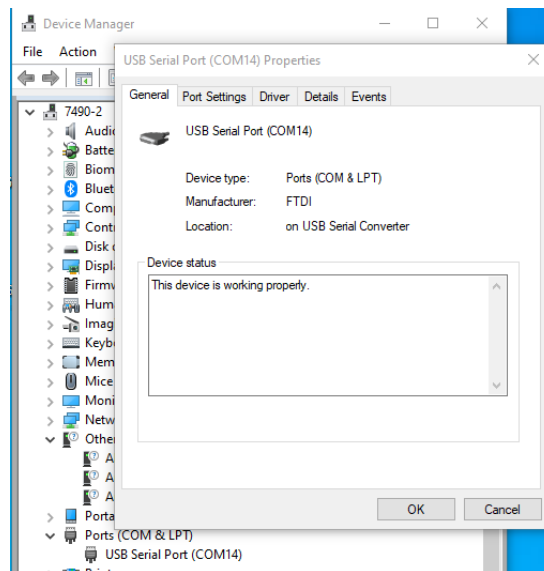 Device Manager
File Action
USB Serial Port (COM14) Properties
General Port Settings Driver Details Events
USB Serial Port (COM14)
Device type: Ports (COM & LPT)
Manufacturer: FTDI
Location: on USB Serial Converter
Device status
This device is working properly.
OK Cancel
7490-2
Audi
Batte
Biom
Bluet
Com
Cont
Disk
Displ
Firmv
Hum
Imag
Keyb
Mem
Mice
Moni
Netw
Other
A
A
A
Porta
Ports (COM & LPT)
USB Serial Port (COM14)